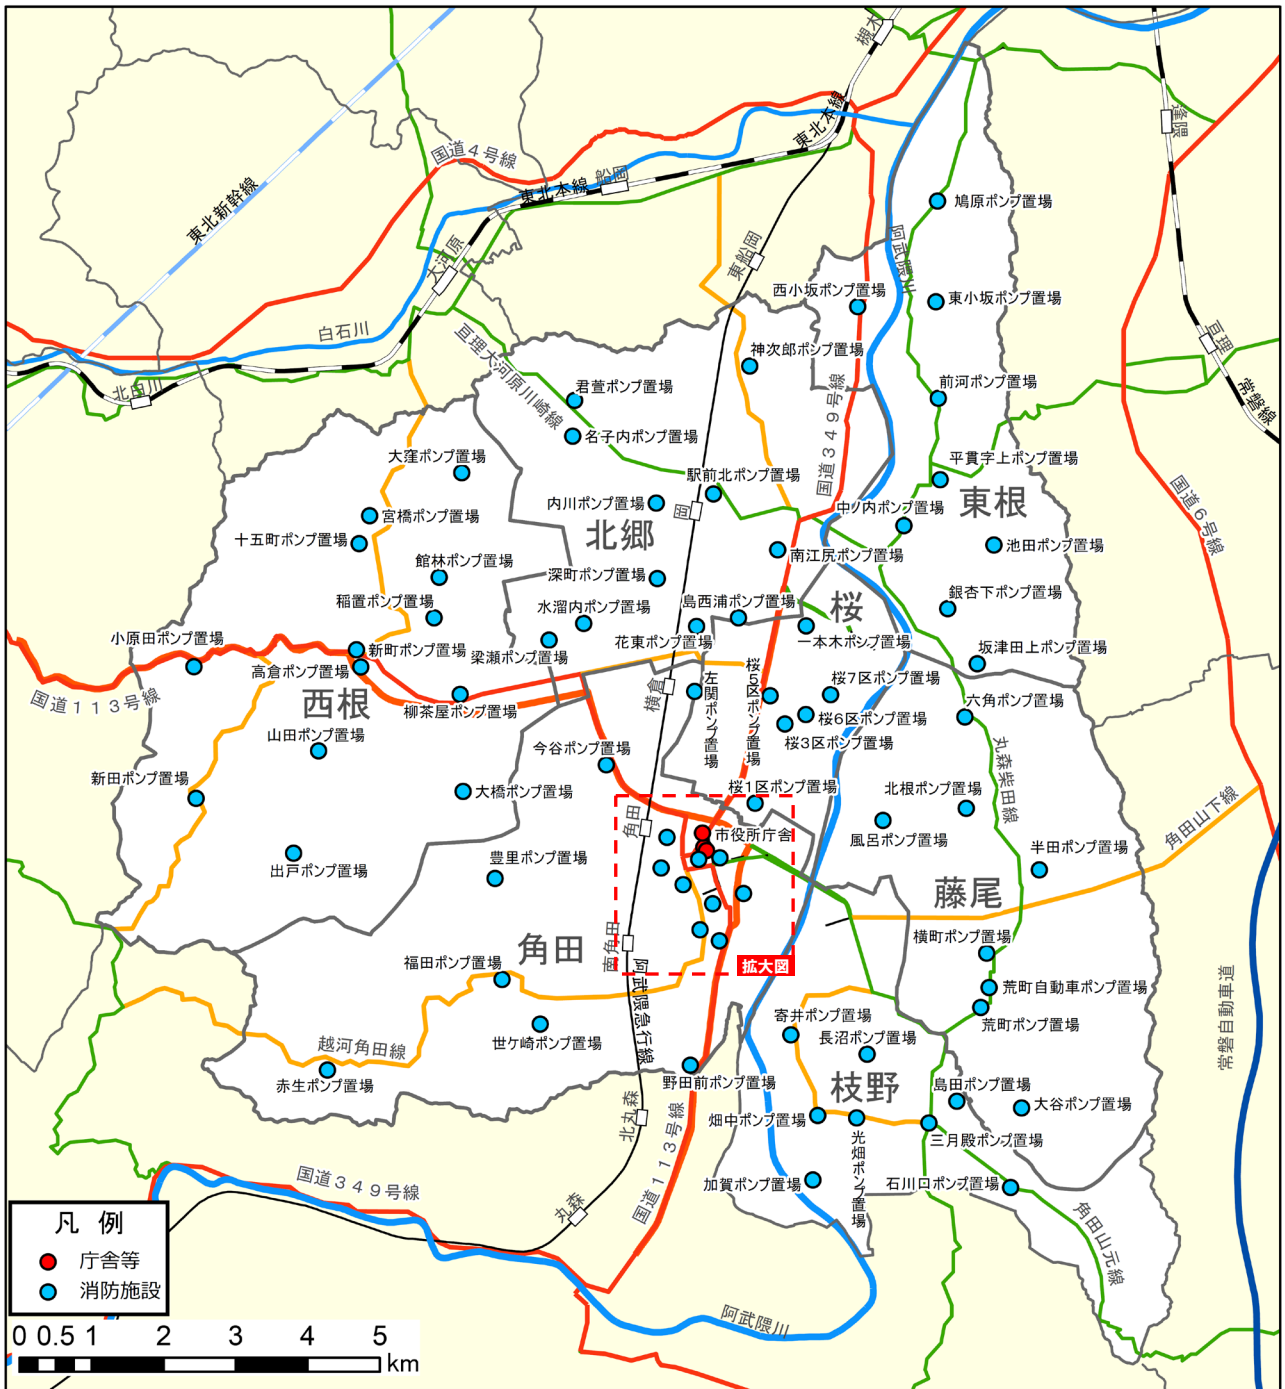 槻木
国道４号線
東北本線
船岡
東北本線
東北新幹線
大河原
東船岡
逢隈
阿武隈川
鳩原ポンプ置場
西小坂ポンプ置場
東小坂ポンプ置場
白石川
亘理大河原川崎線
神次郎ポンプ置場
国道３４９号線
亘理
常磐線
北白川
君萱ポンプ置場
前河ポンプ置場
名子内ポンプ置場
大窪ポンプ置場
駅前北ポンプ置場
平貫字上ポンプ置場
東根
国道６号線
宮橋ポンプ置場
内川ポンプ置場
岡
中ノ内ポンプ置場
北郷
十五町ポンプ置場
南江尻ポンプ置場
池田ポンプ置場
館林ポンプ置場
深町ポンプ置場
稲置ポンプ置場
水溜内ポンプ置場
島西浦ポンプ置場
桜
銀杏下ポンプ置場
小原田ポンプ置場
新町ポンプ置場
梁瀬ポンプ置場
花東ポンプ置場
一本木ポンプ置場
坂津田上ポンプ置場
高倉ポンプ置場
国道１１３号線
西根
柳茶屋ポンプ置場
横倉
左関ポンプ置場
桜５区ポンプ置場
桜７区ポンプ置場
桜６区ポンプ置場
桜３区ポンプ置場
六角ポンプ置場
山田ポンプ置場
今谷ポンプ置場
丸森柴田線
新田ポンプ置場
大橋ポンプ置場
桜１区ポンプ置場
北根ポンプ置場
角田山下線
角田
市役所庁舎
風呂ポンプ置場
出戸ポンプ置場
豊里ポンプ置場
半田ポンプ置場
藤尾
角田
南角田
横町ポンプ置場
福田ポンプ置場
拡大図
阿武隈急行線
荒町自動車ポンプ置場
荒町ポンプ置場
常磐自動車道
世ケ崎ポンプ置場
寄井ポンプ置場
長沼ポンプ置場
越河角田線
赤生ポンプ置場
野田前ポンプ置場
枝野
島田ポンプ置場
大谷ポンプ置場
北丸森
国道１１３号線
畑中ポンプ置場
光畑ポンプ置場
三月殿ポンプ置場
加賀ポンプ置場
石川口ポンプ置場
国道３４９号線
丸森
角田山元線
阿武隈川
凡 例
庁舎等
消防施設
0 0.5 1 2 3 4 5
km